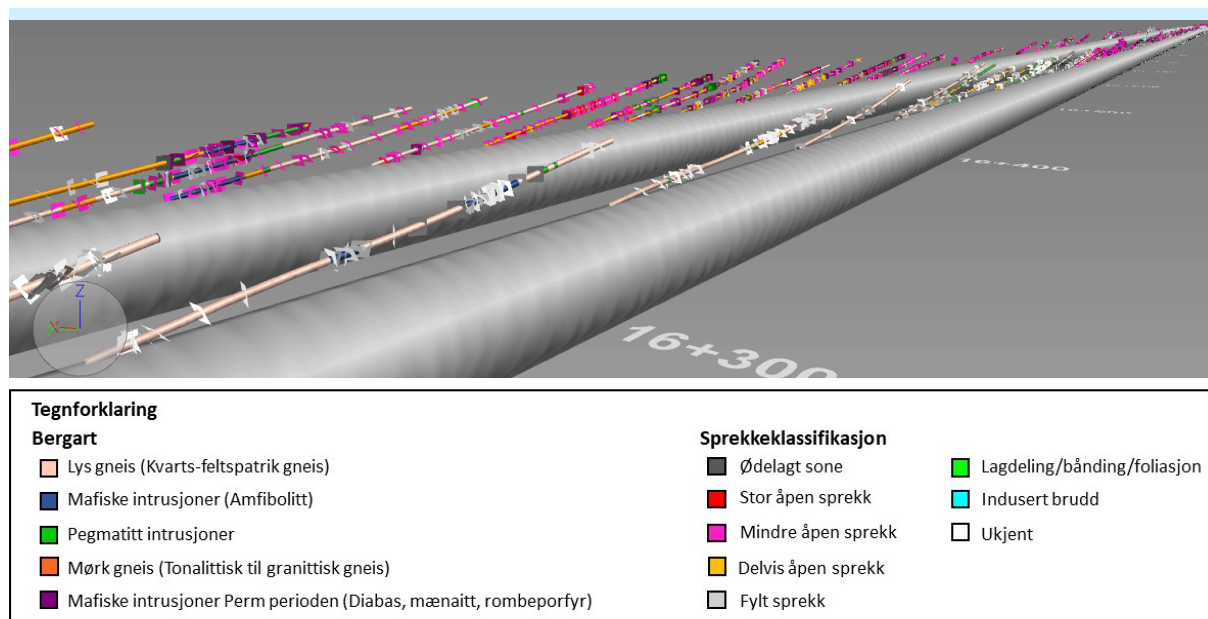 16+400
16+300
Z
X
Tegnforklaring
Bergart
Lys gneis (Kvarts-feltspatrik gneis)
Mafiske intrusjoner (Amfibolitt)
Pegmatitt intrusjoner
Mørk gneis (Tonalittisk til granittisk gneis)
Mafiske intrusjoner Perm perioden (Diabas, mænaitt, rombeporfyr)
Sprekkeklassifikasjon
Ødelagt sone
Stor åpen sprekk
Mindre åpen sprekk
Delvis åpen sprekk
Fylt sprekk
Lagdeling/bånding/foliasjon
Indusert brudd
Ukjent